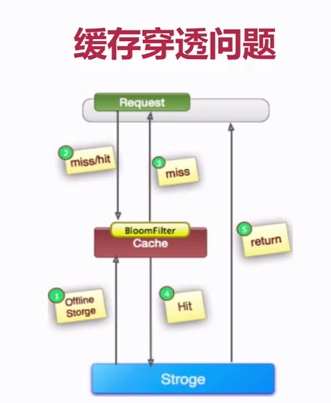 缓存穿透问题
Request
2
miss/hit
3
miss
BloomFilter
Cache
5
return
1
Offline
Storge
4
Hit
Stroge